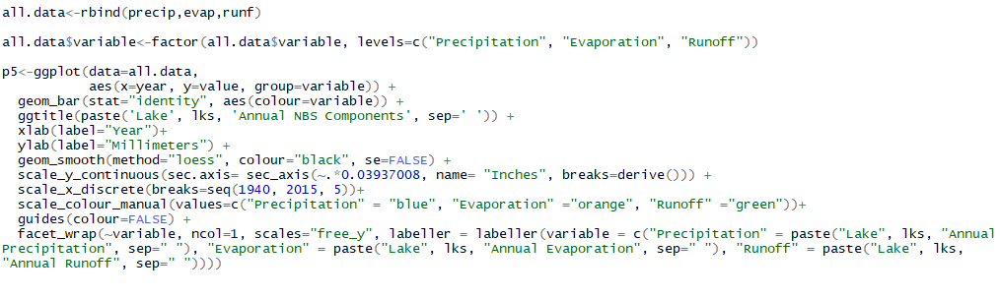 all.data<-rbind(precip,evap,runf)
all.data$variable<-factor(all.data$variable, levels=c("Precipitation", "Evaporation", "Runoff"))
p5<-ggplot(data=all.data,
aes(x=year, y=value, group=variable)) +
geom_bar(stat="identity", aes(colour=variable)) +
ggtitle(paste('Lake', lks, 'Annual NBS Components', sep=' ')) +
xlab(label="Year")+
ylab(label="Millimeters") +
geom_smooth(method="loess", colour="black", se=FALSE) +
scale_y_continuous(sec.axis= sec_axis(~.*0.03937008, name= "Inches", breaks=derive())) +
scale_x_discrete(breaks=seq(1940, 2015, 5))+
scale_colour_manual(values=c("Precipitation" = "blue", "Evaporation" ="orange", "Runoff" ="green"))+
guides(colour=FALSE) +
facet_wrap(~variable, ncol=1, scales="free_y", labeller = labeller(variable = c("Precipitation" = paste("Lake", lks, "Annual
Precipitation", sep=" "), "Evaporation" = paste("Lake", lks, "Annual Evaporation", sep=" "), "Runoff" = paste("Lake", lks,
"Annual Runoff", sep=" "))))